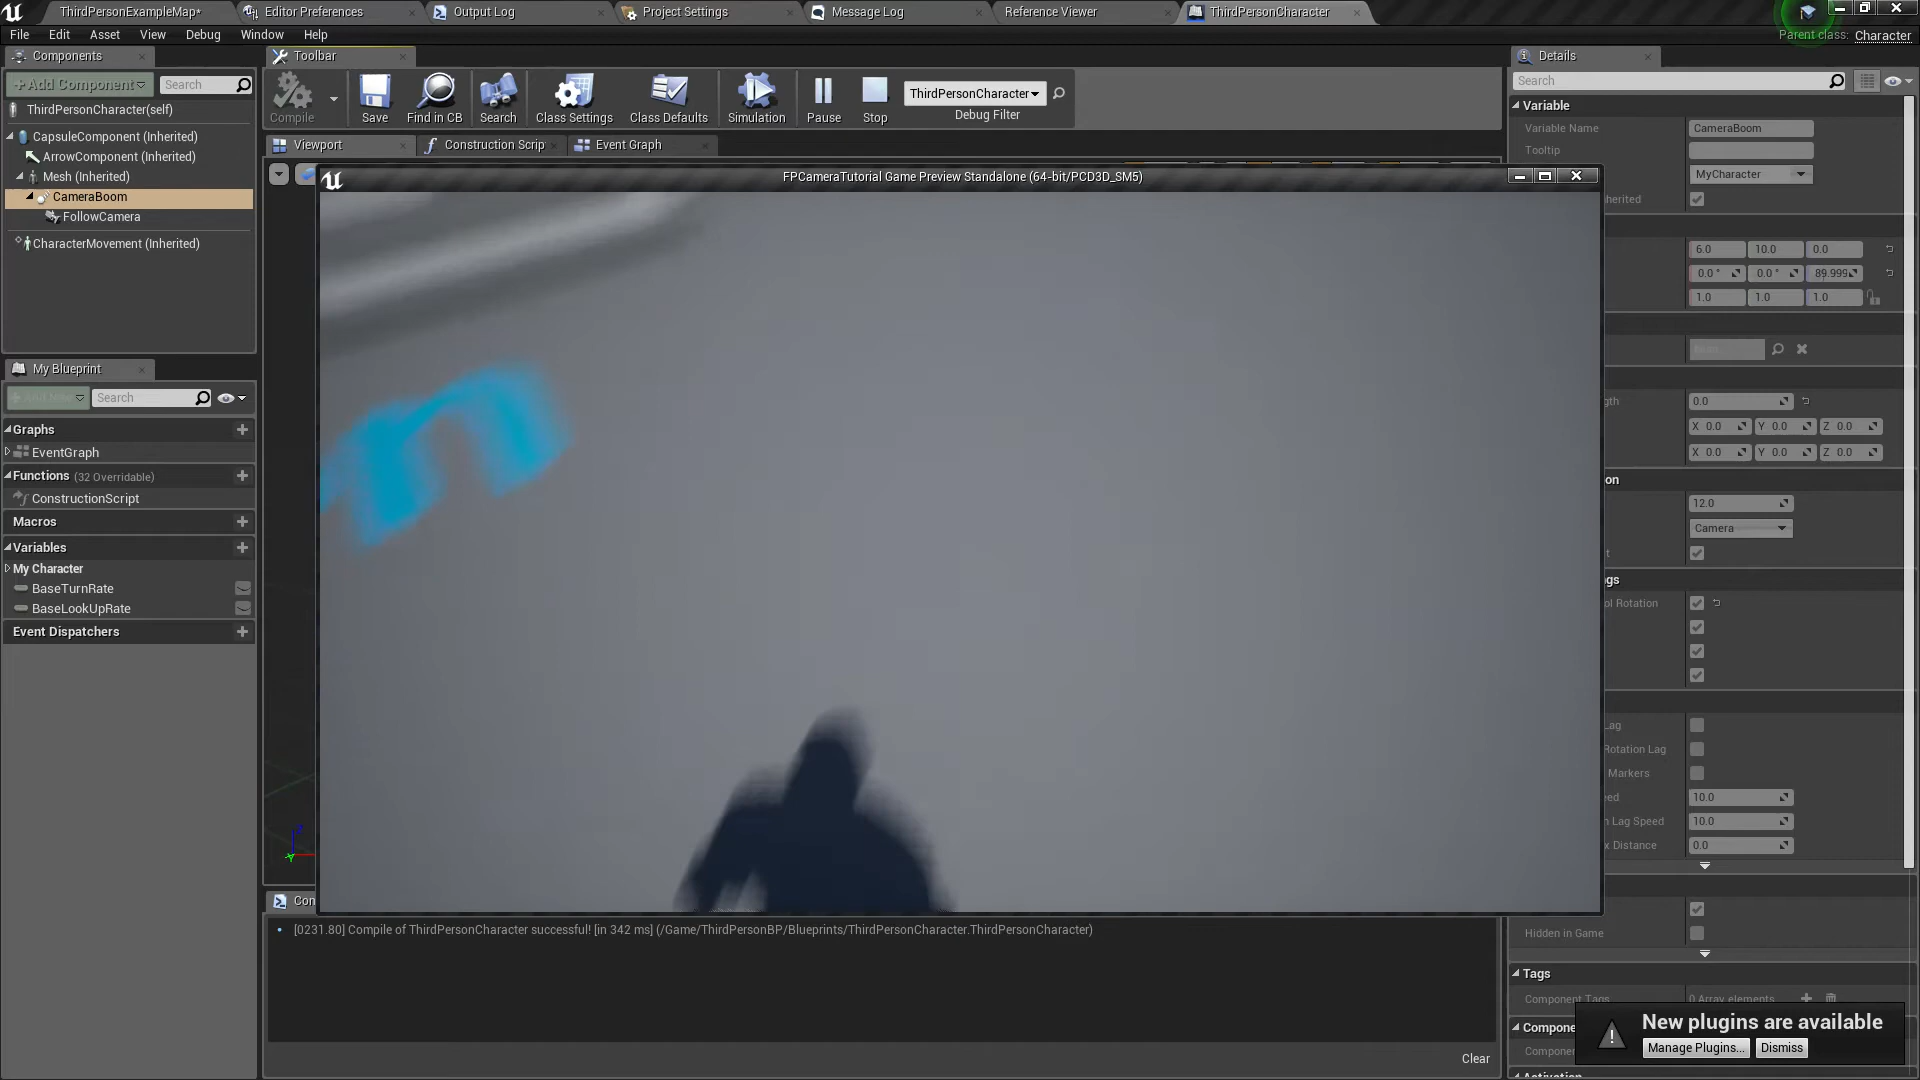 ThirdPersonExampleMap*
Editor Preferences
Output Log
Project Settings
Message Log
Reference Viewer
ThirdPersonCharacter
File Edit Asset View Debug Window Help
Parent class: Character
Components
+Add Component
Search
ThirdPersonCharacter(self)
CapsuleComponent (Inherited)
ArrowComponent (Inherited)
Mesh (Inherited)
CameraBoom
FollowCamera
CharacterMovement (Inherited)
My Blueprint
Search
Graphs
EventGraph
Functions (32 Overridable)
ConstructionScript
Macros
Variables
My Character
BaseTurnRate
BaseLookUpRate
Event Dispatchers
Toolbar
Compile
Save
Find in CB
Search
Class Settings
Class Defaults
Simulation
Pause
Stop
ThirdPersonCharacter
Debug Filter
Viewport
Construction Scrip
Event Graph
FPCameraTutorial Game Preview Standalone (64-bit/PCD3D_SM5)
Con
[0231.80] Compile of ThirdPersonCharacter successful! [in 342 ms] (/Game/ThirdPersonBP/Blueprints/ThirdPersonCharacter.ThirdPersonCharacter)
Clear
Details
Search
Variable
Variable Name CameraBoom
Tooltip
MyCharacter
herited
6.0 10.0 0.0
0.0 ° 0.0 ° 89.999
1.0 1.0 1.0
gth 0.0
X 0.0 Y 0.0 Z 0.0
X 0.0 Y 0.0 Z 0.0
on
12.0
Camera
t
gs
ol Rotation
Lag
Rotation Lag
Markers
eed 10.0
n Lag Speed 10.0
x Distance 0.0
Hidden in Game
Tags
Component Tags 0 Array elements
Compone
Componen
Activation
New plugins are available
Manage Plugins... Dismiss